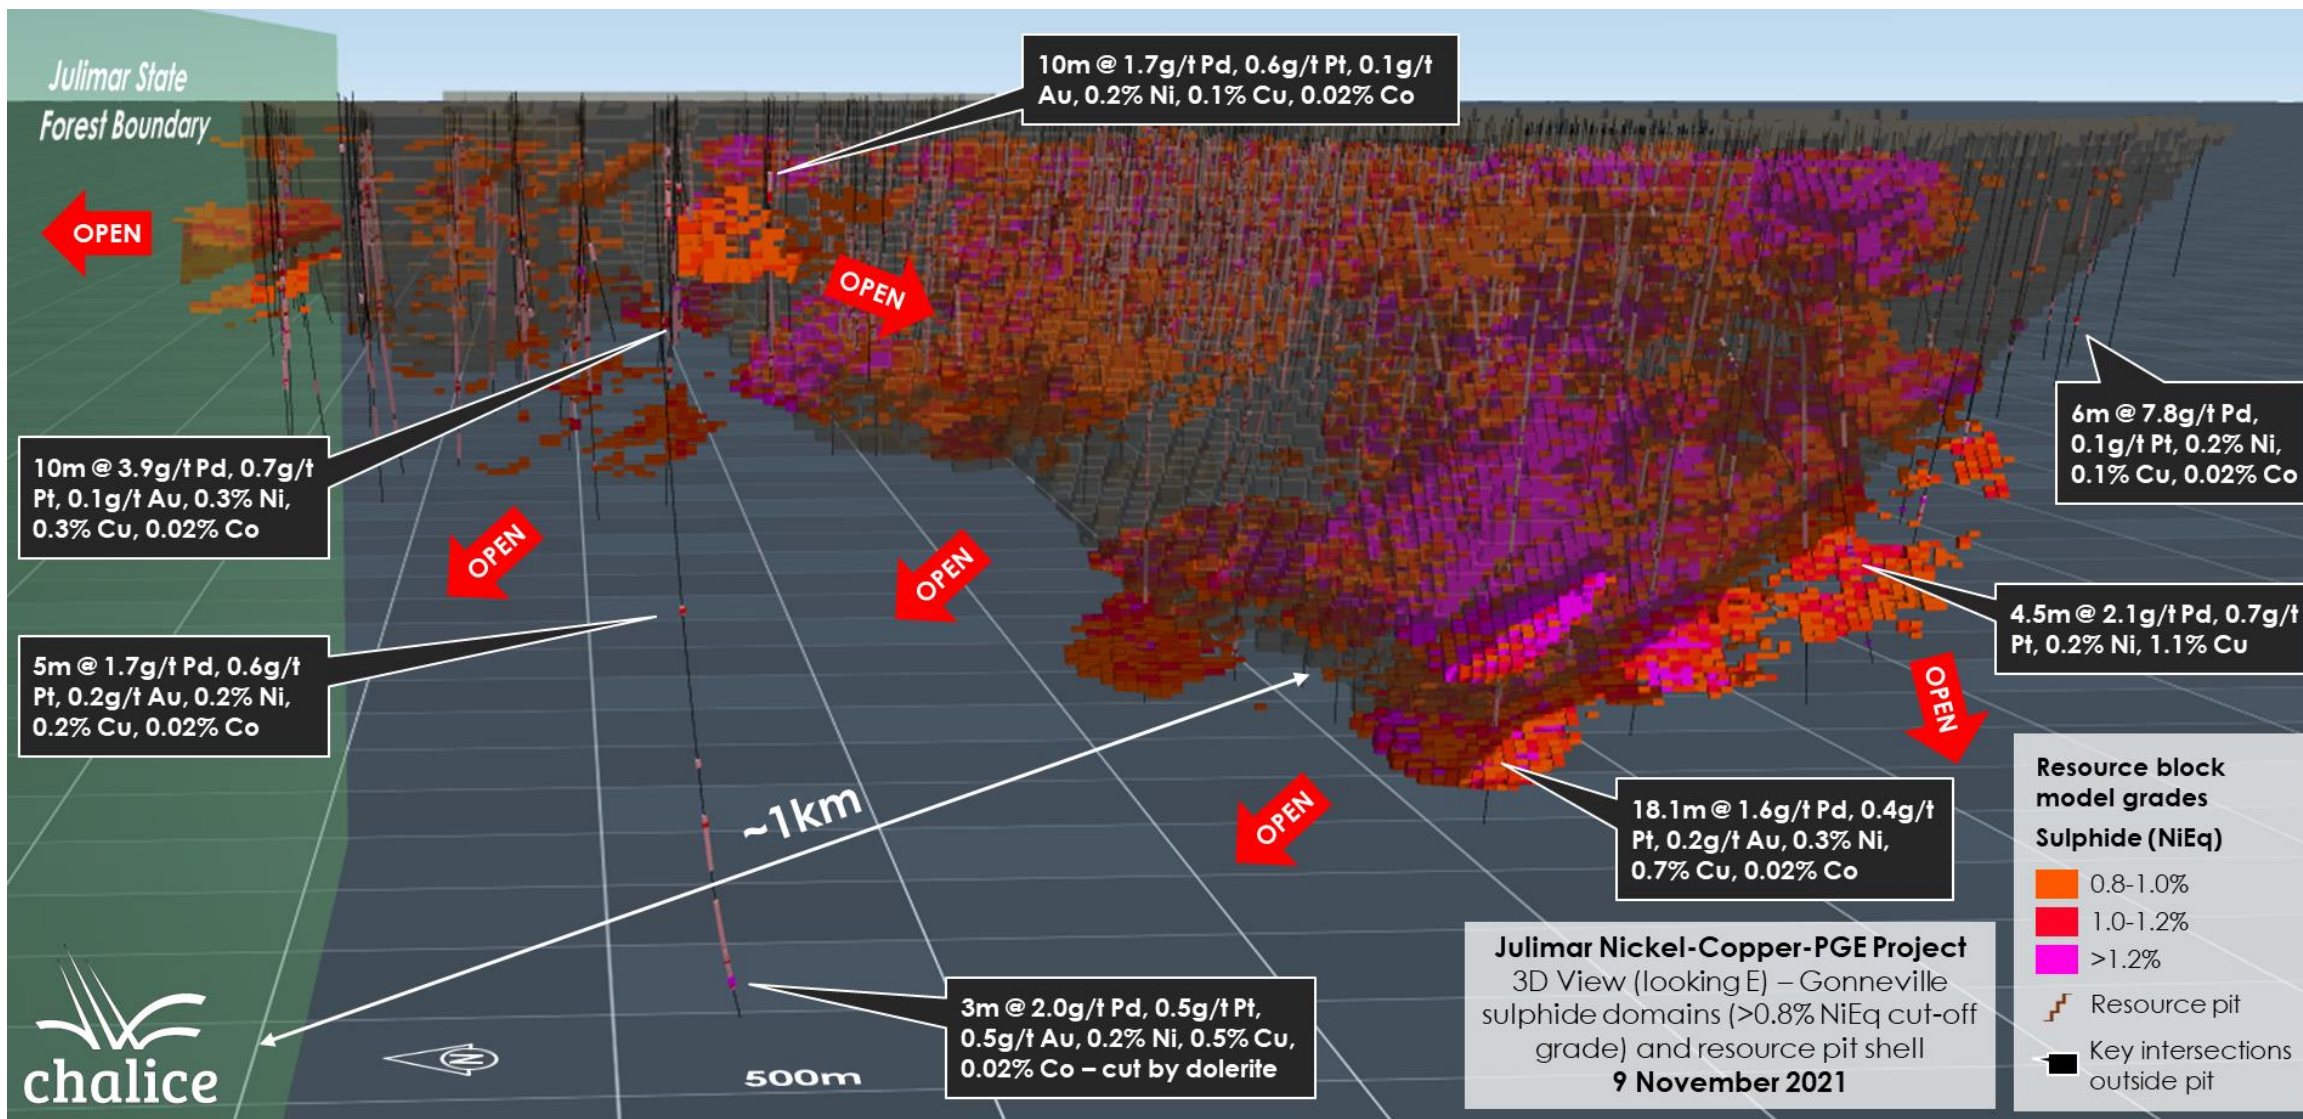 Julimar State
Forest Boundary
10m @ 1.7g/t Pd, 0.6g/t Pt, 0.1g/t
Au, 0.2% Ni, 0.1% Cu, 0.02% Co
OPEN
OPEN
6m @ 7.8g/t Pd,
0.1g/t Pt, 0.2% Ni,
0.1% Cu, 0.02% Co
10m @ 3.9g/t Pd, 0.7g/t
Pt, 0.1g/t Au, 0.3% Ni,
0.3% Cu, 0.02% Co
OPEN
OPEN
4.5m @ 2.1g/t Pd, 0.7g/t
Pt, 0.2% Ni, 1.1% Cu
5m @ 1.7g/t Pd, 0.6g/t
Pt, 0.2g/t Au, 0.2% Ni,
0.2% Cu, 0.02% Co
OPEN
~1km
OPEN
18.1m @ 1.6g/t Pd, 0.4g/t
Pt, 0.2g/t Au, 0.3% Ni,
0.7% Cu, 0.02% Co
Resource block
model grades
Sulphide (NiEq)
0.8-1.0%
1.0-1.2%
>1.2%
Resource pit
Key intersections
outside pit
Julimar Nickel-Copper-PGE Project
3D View (looking E) – Gonneville
sulphide domains (>0.8% NiEq cut-off
grade) and resource pit shell
9 November 2021
3m @ 2.0g/t Pd, 0.5g/t Pt,
0.5g/t Au, 0.2% Ni, 0.5% Cu,
0.02% Co – cut by dolerite
chalice
N
500m